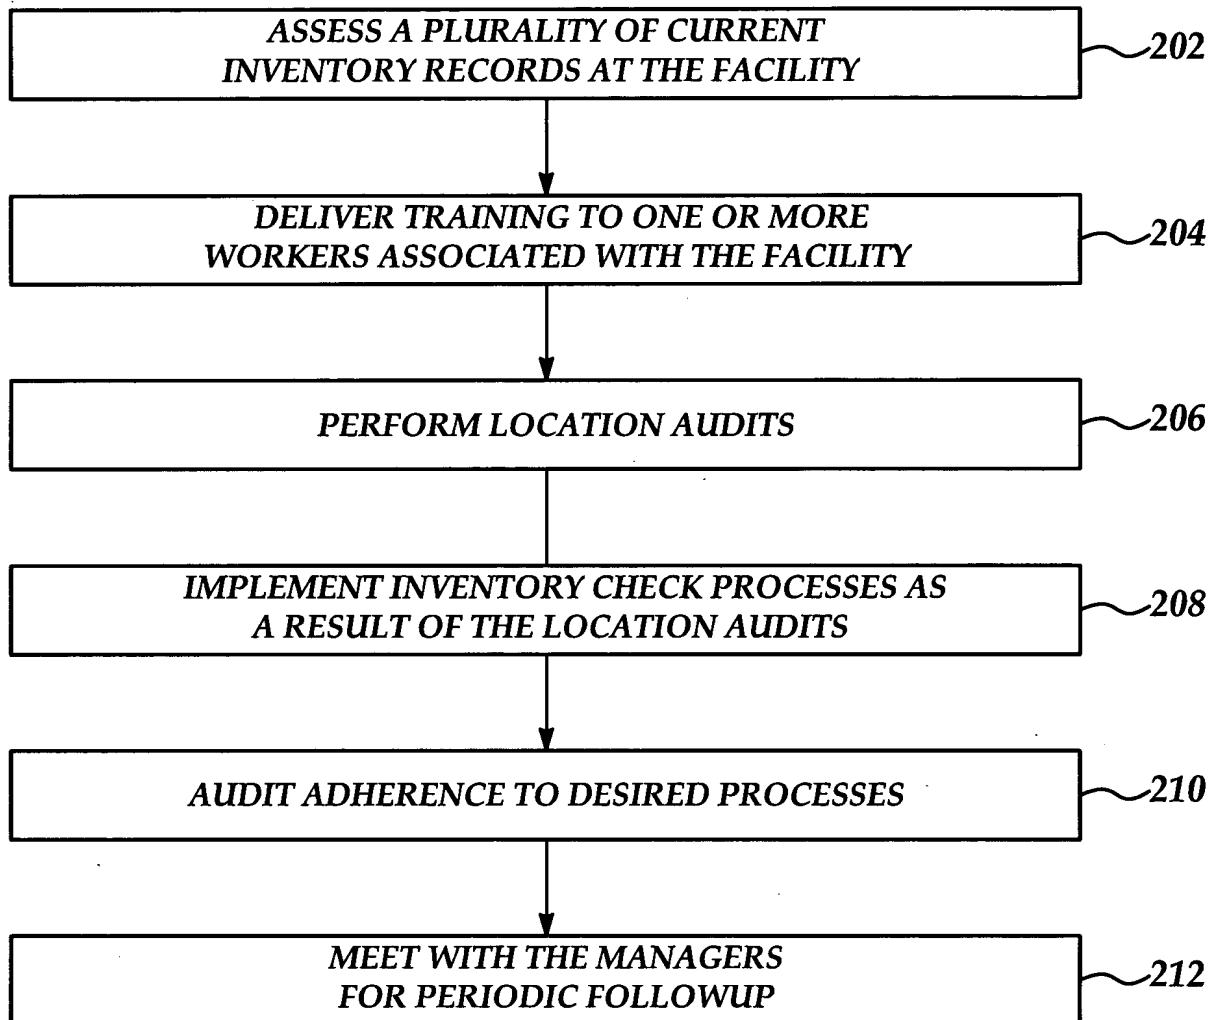 ASSESS A PLURALITY OF CURRENT
INVENTORY RECORDS AT THE FACILITY
202
DELIVER TRAINING TO ONE OR MORE
WORKERS ASSOCIATED WITH THE FACILITY
204
PERFORM LOCATION AUDITS
206
IMPLEMENT INVENTORY CHECK PROCESSES AS
A RESULT OF THE LOCATION AUDITS
208
AUDIT ADHERENCE TO DESIRED PROCESSES
210
MEET WITH THE MANAGERS
FOR PERIODIC FOLLOWUP
212